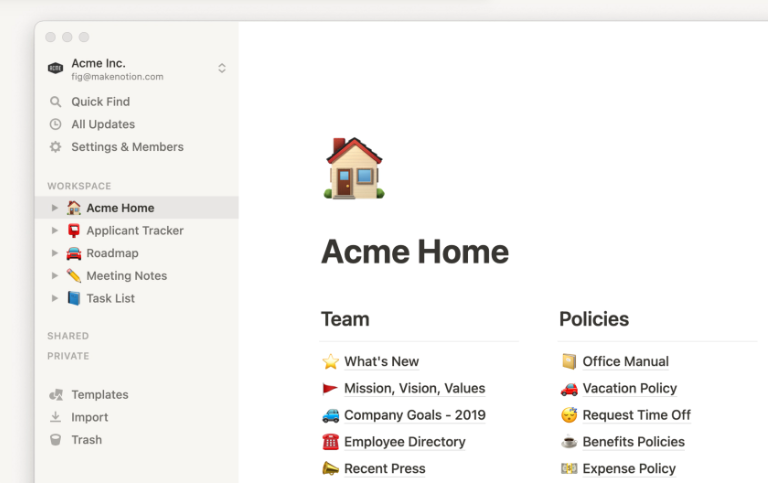 Acme Inc.
fig@makenotion.com
Quick Find
All Updates
Settings & Members
WORKSPACE
Acme Home
Applicant Tracker
Roadmap
Meeting Notes
Task List
SHARED
PRIVATE
Templates
Import
Trash
Acme Home
Team
What's New
Mission, Vision, Values
Company Goals - 2019
Employee Directory
Recent Press
Policies
Office Manual
Vacation Policy
Request Time Off
Benefits Policies
Expense Policy